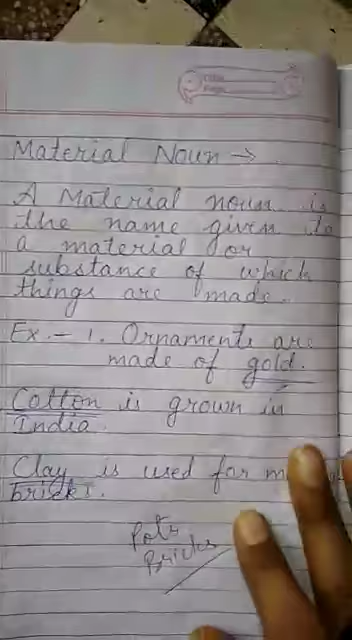 Material Noun →
A Material noun is
the name given to
a material or
substance of which
things are made.
Ex. - 1. Ornaments are
made of gold.
Cotton is grown in
India.
Clay is used for
bricks.
Pots
Bricks